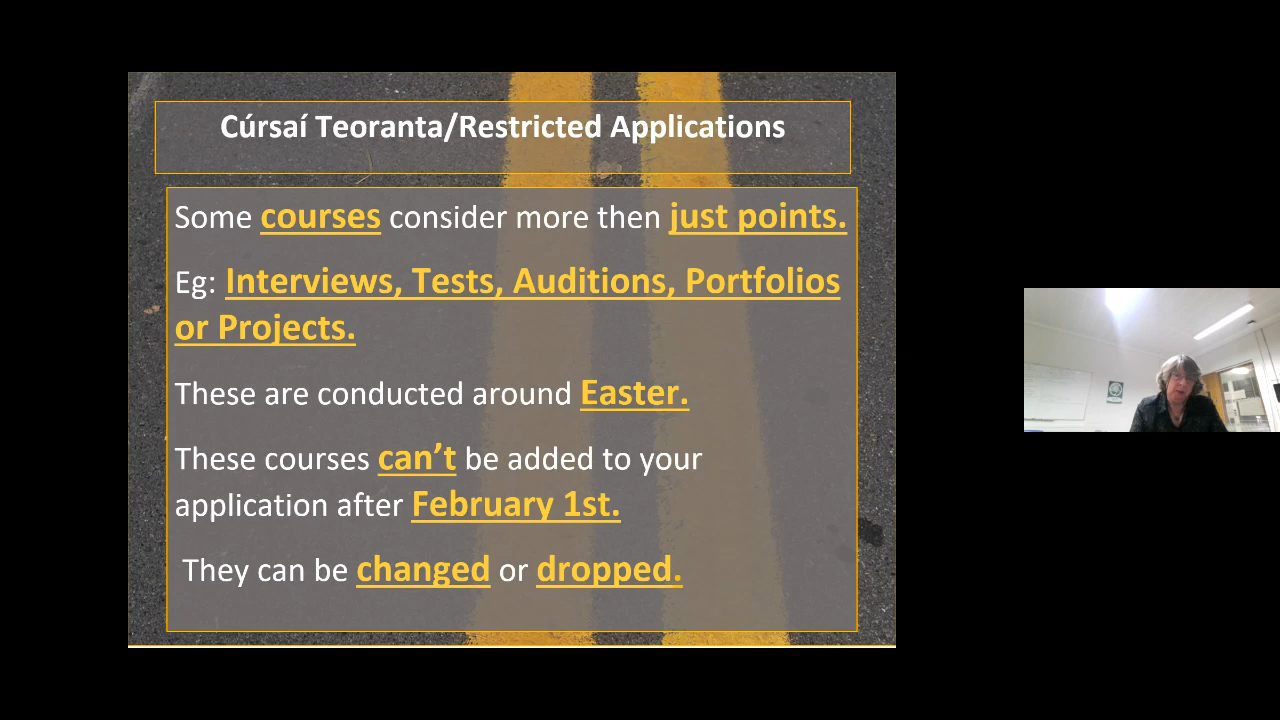 Cúrsaí Teoranta/Restricted Applications
Some courses consider more then just points.
Eg: Interviews, Tests, Auditions, Portfolios
or Projects.
These are conducted around Easter.
These courses can’t be added to your
application after February 1st.
They can be changed or dropped.